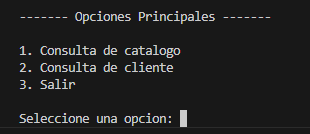 ------- Opciones Principales -------
1. Consulta de catalogo
2. Consulta de cliente
3. Salir
Seleccione una opcion: